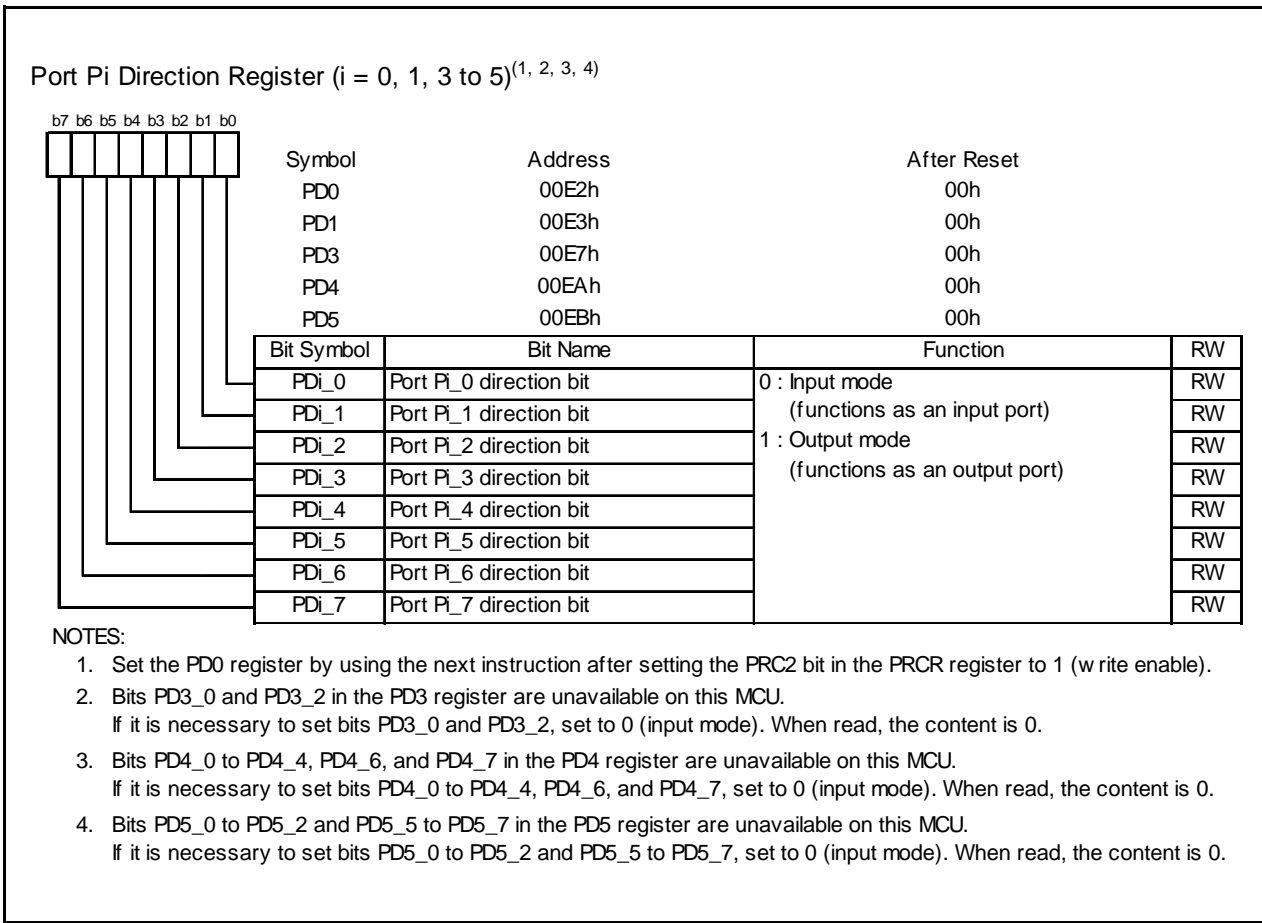 Port Pi Direction Register (i = 0, 1, 3 to 5)(1, 2, 3, 4)
b7 b6 b5 b4 b3 b2 b1 b0
Symbol Address After Reset
PD0 00E2h 00h
PD1 00E3h 00h
PD3 00E7h 00h
PD4 00EAh 00h
PD5 00EBh 00h
Bit Symbol Bit Name Function RW
PDi_0 Port Pi_0 direction bit 0 : Input mode RW
PDi_1 Port Pi_1 direction bit (functions as an input port) RW
PDi_2 Port Pi_2 direction bit 1 : Output mode RW
PDi_3 Port Pi_3 direction bit (functions as an output port) RW
PDi_4 Port Pi_4 direction bit RW
PDi_5 Port Pi_5 direction bit RW
PDi_6 Port Pi_6 direction bit RW
PDi_7 Port Pi_7 direction bit RW
NOTES:
1. Set the PD0 register by using the next instruction after setting the PRC2 bit in the PRCR register to 1 (write enable).
2. Bits PD3_0 and PD3_2 in the PD3 register are unavailable on this MCU.
If it is necessary to set bits PD3_0 and PD3_2, set to 0 (input mode). When read, the content is 0.
3. Bits PD4_0 to PD4_4, PD4_6, and PD4_7 in the PD4 register are unavailable on this MCU.
If it is necessary to set bits PD4_0 to PD4_4, PD4_6, and PD4_7, set to 0 (input mode). When read, the content is 0.
4. Bits PD5_0 to PD5_2 and PD5_5 to PD5_7 in the PD5 register are unavailable on this MCU.
If it is necessary to set bits PD5_0 to PD5_2 and PD5_5 to PD5_7, set to 0 (input mode). When read, the content is 0.